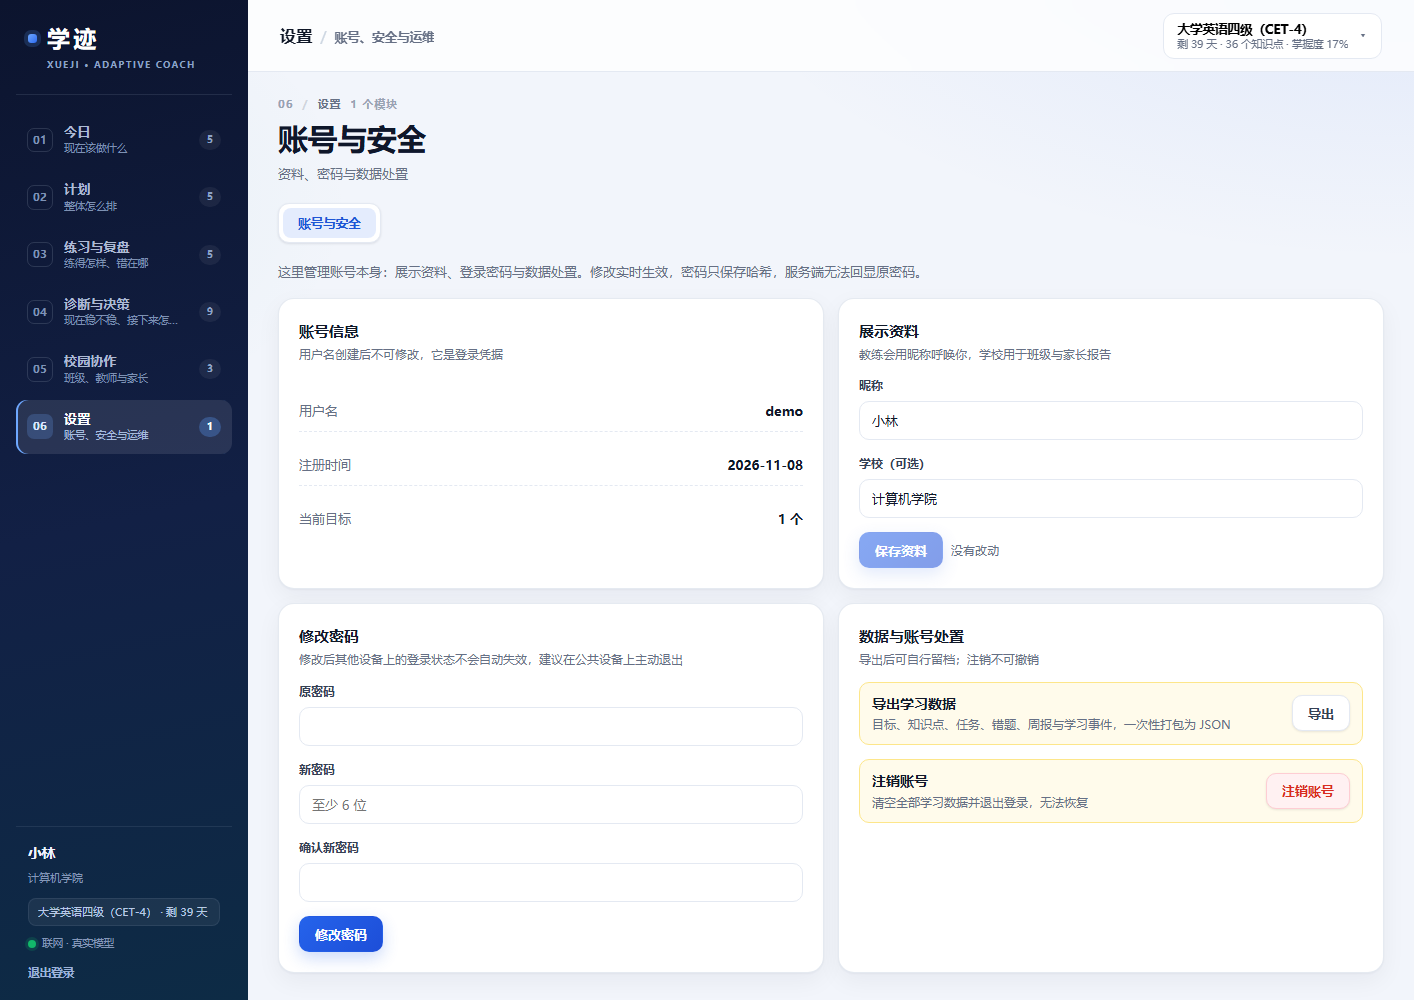 学迹
XUEJI • ADAPTIVE COACH
01
今日
现在该做什么
5
02
计划
整体怎么排
5
03
练习与复盘
练得怎样、错在哪
5
04
诊断与决策
现在稳不稳、接下来怎...
9
05
校园协作
班级、教师与家长
3
06
设置
账号、安全与运维
1
小林
计算机学院
大学英语四级（CET-4） · 剩 39 天
联网 · 真实模型
退出登录
设置 / 账号、安全与运维
大学英语四级（CET-4）
剩 39 天 · 36 个知识点 · 掌握度 17%
06 / 设置 1 个模块
账号与安全
资料、密码与数据处置
账号与安全
这里管理账号本身：展示资料、登录密码与数据处置。修改实时生效，密码只保存哈希，服务端无法回显原密码。
账号信息
用户名创建后不可修改，它是登录凭据
用户名 demo
注册时间 2026-11-08
当前目标 1 个
展示资料
教练会用昵称呼唤你，学校用于班级与家长报告
昵称
小林
学校（可选）
计算机学院
保存资料 没有改动
修改密码
修改后其他设备上的登录状态不会自动失效，建议在公共设备上主动退出
原密码
新密码
至少 6 位
确认新密码
修改密码
数据与账号处置
导出后可自行留档；注销不可撤销
导出学习数据
目标、知识点、任务、错题、周报与学习事件，一次性打包为 JSON
导出
注销账号
清空全部学习数据并退出登录，无法恢复
注销账号